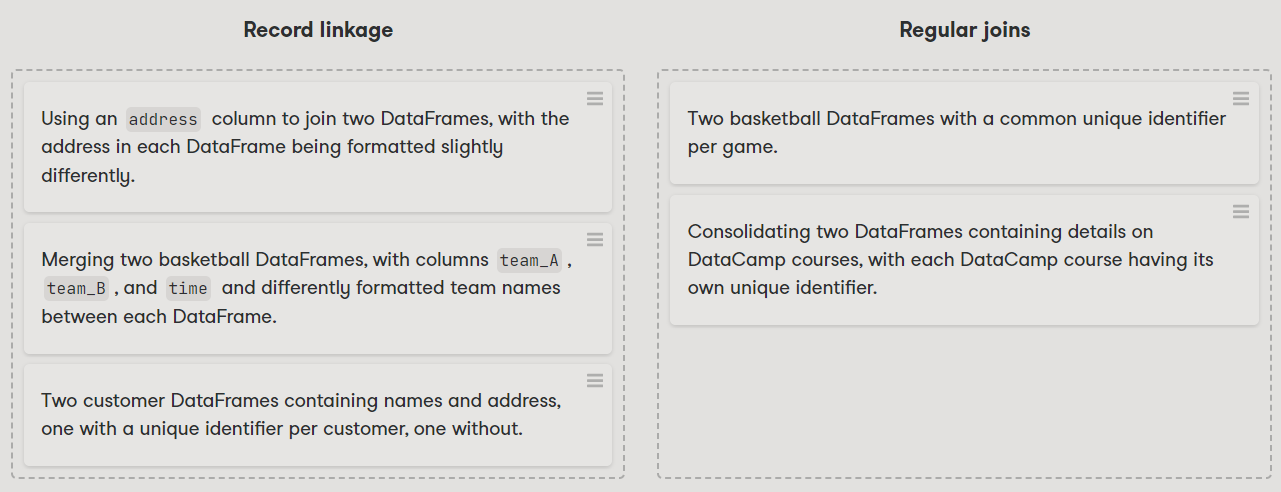 Record linkage
Using an address column to join two DataFrames, with the
address in each DataFrame being formatted slightly
differently.
Merging two basketball DataFrames, with columns team_A ,
team_B , and time and differently formatted team names
between each DataFrame.
Two customer DataFrames containing names and address,
one with a unique identifier per customer, one without.
Regular joins
Two basketball DataFrames with a common unique identifier
per game.
Consolidating two DataFrames containing details on
DataCamp courses, with each DataCamp course having its
own unique identifier.